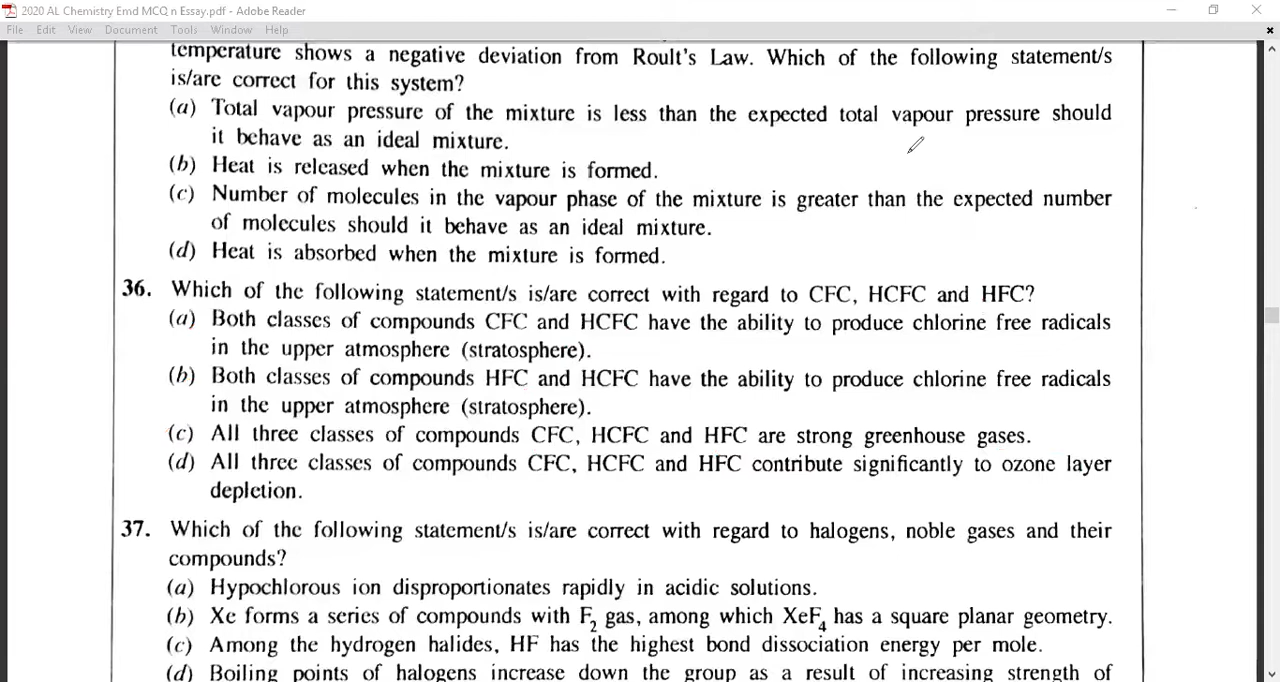 2020 AL Chemistry Emd MCQ n Essay.pdf - Adobe Reader
File Edit View Document Tools Window Help
temperature shows a negative deviation from Roult's Law. Which of the following statement/s
is/are correct for this system?
(a) Total vapour pressure of the mixture is less than the expected total vapour pressure should
it behave as an ideal mixture.
(b) Heat is released when the mixture is formed.
(c) Number of molecules in the vapour phase of the mixture is greater than the expected number
of molecules should it behave as an ideal mixture.
(d) Heat is absorbed when the mixture is formed.
36. Which of the following statement/s is/are correct with regard to CFC, HCFC and HFC?
(a) Both classes of compounds CFC and HCFC have the ability to produce chlorine free radicals
in the upper atmosphere (stratosphere).
(b) Both classes of compounds HFC and HCFC have the ability to produce chlorine free radicals
in the upper atmosphere (stratosphere).
(c) All three classes of compounds CFC, HCFC and HFC are strong greenhouse gases.
(d) All three classes of compounds CFC, HCFC and HFC contribute significantly to ozone layer
depletion.
37. Which of the following statement/s is/are correct with regard to halogens, noble gases and their
compounds?
(a) Hypochlorous ion disproportionates rapidly in acidic solutions.
(b) Xe forms a series of compounds with F₂ gas, among which XeF₄ has a square planar geometry.
(c) Among the hydrogen halides, HF has the highest bond dissociation energy per mole.
(d) Boiling points of halogens increase down the group as a result of increasing strength of